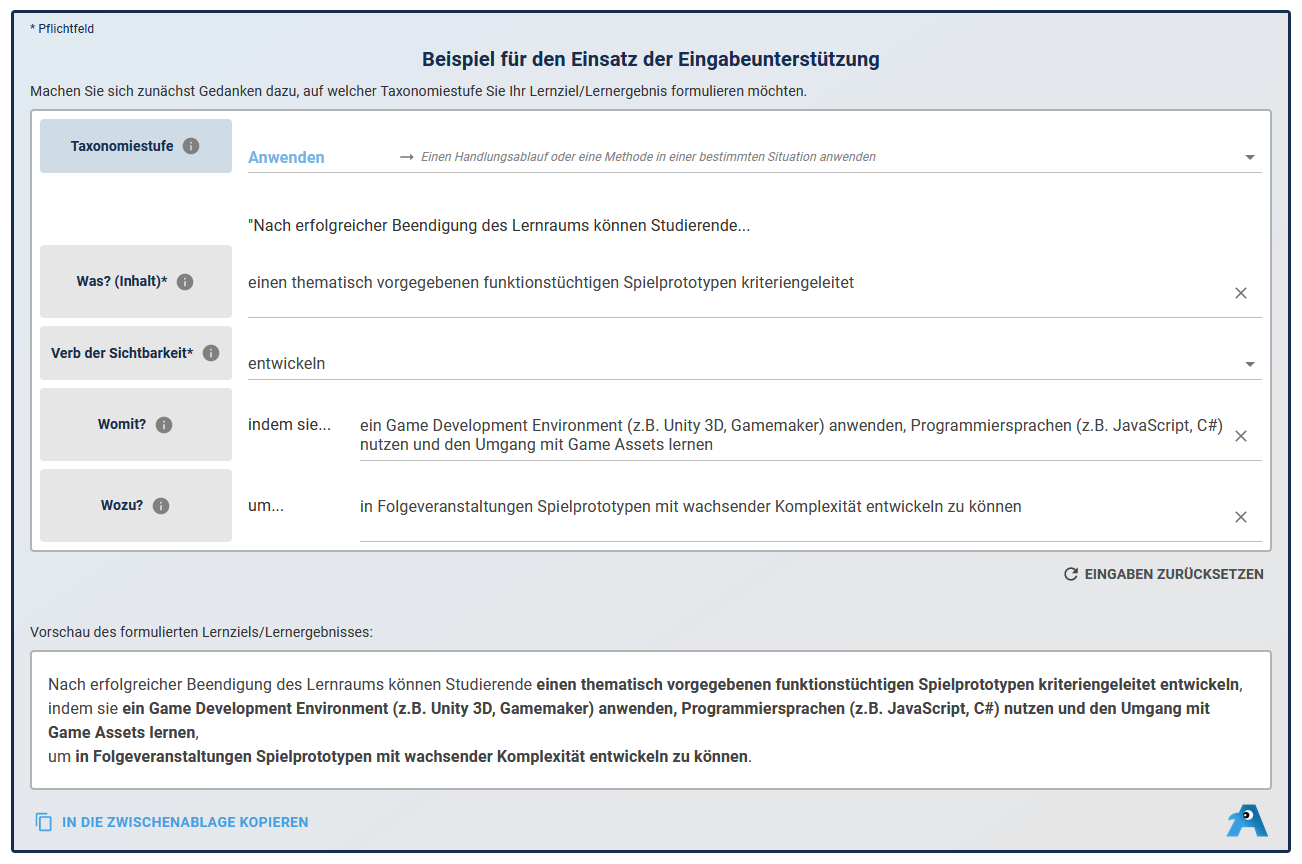 * Pflichtfeld
Beispiel für den Einsatz der Eingabeunterstützung
Machen Sie sich zunächst Gedanken dazu, auf welcher Taxonomiestufe Sie Ihr Lernziel/Lernergebnis formulieren möchten.
Taxonomiestufe
Anwenden → Einen Handlungsablauf oder eine Methode in einer bestimmten Situation anwenden
"Nach erfolgreicher Beendigung des Lernraums können Studierende...
Was? (Inhalt)* einen thematisch vorgegebenen funktionstüchtigen Spielprototypen kriteriengeleitet
Verb der Sichtbarkeit* entwickeln
Womit? indem sie... ein Game Development Environment (z.B. Unity 3D, Gamemaker) anwenden, Programmiersprachen (z.B. JavaScript, C#)
nutzen und den Umgang mit Game Assets lernen
Wozu? um... in Folgeveranstaltungen Spielprototypen mit wachsender Komplexität entwickeln zu können
EINGABEN ZURÜCKSETZEN
Vorschau des formulierten Lernziels/Lernergebnisses:
Nach erfolgreicher Beendigung des Lernraums können Studierende einen thematisch vorgegebenen funktionstüchtigen Spielprototypen kriteriengeleitet entwickeln,
indem sie ein Game Development Environment (z.B. Unity 3D, Gamemaker) anwenden, Programmiersprachen (z.B. JavaScript, C#) nutzen und den Umgang mit
Game Assets lernen,
um in Folgeveranstaltungen Spielprototypen mit wachsender Komplexität entwickeln zu können.
IN DIE ZWISCHENABLAGE KOPIEREN